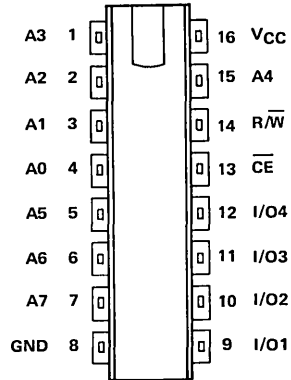 A3 1 16 VCC
A2 2 15 A4
A1 3 14 R/W̅
A0 4 13 C̅E̅
A5 5 12 I/O4
A6 6 11 I/O3
A7 7 10 I/O2
GND 8 9 I/O1